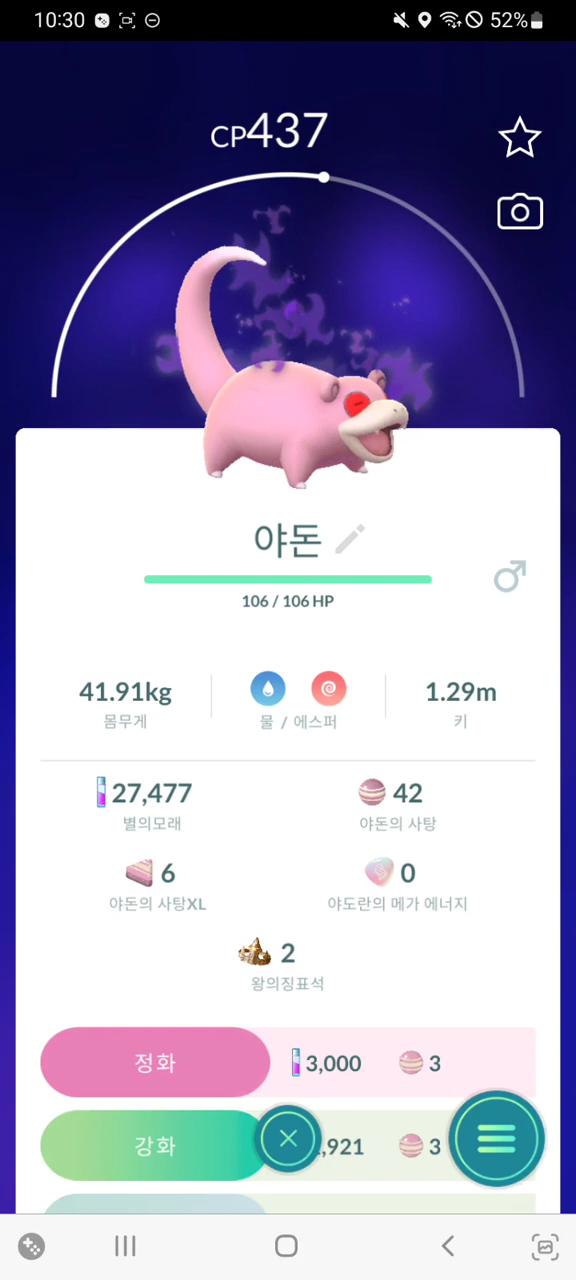 10:30 52%
CP437
야돈
106 / 106 HP
41.91kg 1.29m
몸무게 물 / 에스퍼 키
27,477 42
별의모래 야돈의 사탕
6 0
야돈의 사탕XL 야도란의 메가 에너지
2
왕의징표석
정화 3,000 3
강화 ,921 3